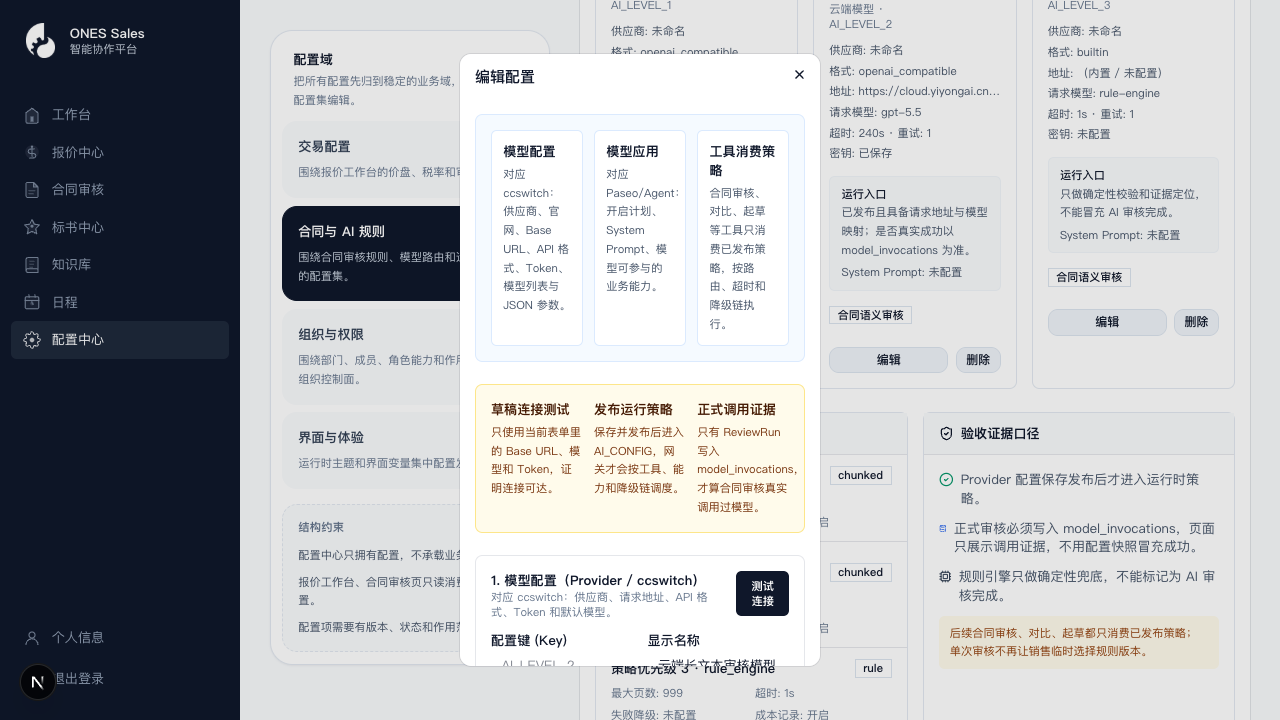 ONES Sales
智能协作平台
工作台
报价中心
合同审核
标书中心
知识库
日程
配置中心
个人信息
退出登录
N
配置域
把所有配置先归到稳定的业务域，
配置集编辑。
交易配置
围绕报价工作台的价盘、税率和
合同与 AI 规则
围绕合同审核规则、模型路由和
的配置集。
组织与权限
围绕部门、成员、角色能力和作
组织控制面。
界面与体验
运行时主题和界面变量集中配置
结构约束
配置中心只拥有配置，不承载业
报价工作台、合同审核页只读消
置。
配置项需要有版本、状态和作用
AI_LEVEL_1
供应商: 未命名
格式: openai_compatible
云端模型 ·
AI_LEVEL_2
供应商: 未命名
格式: openai_compatible
地址: https://cloud.yiyongai.cn...
请求模型: gpt-5.5
超时: 240s · 重试: 1
密钥: 已保存
运行入口
已发布且具备请求地址与模型
映射；是否真实成功以
model_invocations 为准。
System Prompt: 未配置
合同语义审核
编辑
删除
AI_LEVEL_3
供应商: 未命名
格式: builtin
地址: （内置 / 未配置）
请求模型: rule-engine
超时: 1s · 重试: 1
密钥: 未配置
运行入口
只做确定性校验和证据定位，
不能冒充 AI 审核完成。
System Prompt: 未配置
合同语义审核
编辑
删除
编辑配置
模型配置
对应
ccswitch：
供应商、官
网、Base
URL、API 格
式、Token、
模型列表与
JSON 参数。
模型应用
对应
Paseo/Agent：
开启计划、
System
Prompt、模
型可参与的
业务能力。
工具消费策
略
合同审核、
对比、起草
等工具只消
费已发布策
略，按路
由、超时和
降级链执
行。
草稿连接测试
只使用当前表单里
的 Base URL、模
型和 Token，证
明连接可达。
发布运行策略
保存并发布后进入
AI_CONFIG，网
关才会按工具、能
力和降级链调度。
正式调用证据
只有 ReviewRun
写入
model_invocations，
才算合同审核真实
调用过模型。
1. 模型配置（Provider / ccswitch）
对应 ccswitch：供应商、请求地址、API 格
式、Token 和默认模型。
测试
连接
配置键 (Key)
显示名称
AI_LEVEL_2
云端长文本审核模型
chunked
启
chunked
启
策略优先级 3 · rule_engine
rule
最大页数: 999
超时: 1s
失败降级: 未配置
成本记录: 开启
验收证据口径
Provider 配置保存发布后才进入运行时策
略。
正式审核必须写入 model_invocations，页面
只展示调用证据，不用配置快照冒充成功。
规则引擎只做确定性兜底，不能标记为 AI 审
核完成。
后续合同审核、对比、起草都只消费已发布策略；
单次审核不再让销售临时选择规则版本。